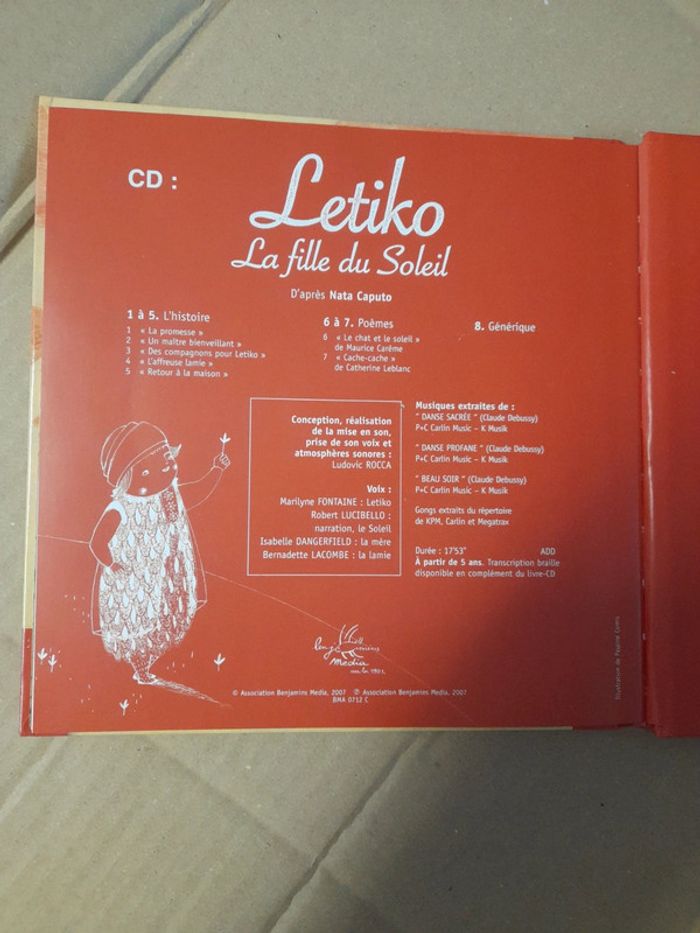 CD :
Letiko
La fille du Soleil
D'après Nata Caputo
1 à 5. L'histoire
1 « La promesse »
2 « Un maître bienveillant »
3 « Des compagnons pour Letiko »
4 « L'affreuse lamie »
5 « Retour à la maison »
6 à 7. Poèmes
6 « Le chat et le soleil »
de Maurice Carême
7 « Cache-cache »
de Catherine Leblanc
8. Générique
Conception, réalisation
de la mise en son,
prise de son voix et
atmosphères sonores :
Ludovic ROCCA
Voix :
Marilyne FONTAINE : Letiko
Robert LUCIBELLO :
narration, le Soleil
Isabelle DANGERFIELD : la mère
Bernadette LACOMBE : la lamie
Musiques extraites de :
" DANSE SACRÉE " (Claude Debussy)
P+C Carlin Music – K Musik
" DANSE PROFANE " (Claude Debussy)
P+C Carlin Music – K Musik
" BEAU SOIR " (Claude Debussy)
P+C Carlin Music – K Musik
Gongs extraits du répertoire
de KPM, Carlin et Megatrax
Durée : 17'53" ADD
À partir de 5 ans. Transcription braille
disponible en complément du livre-CD
benjamins
media
© Association Benjamins Media, 2007 ℗ Association Benjamins Media, 2007
BMA 0712 C